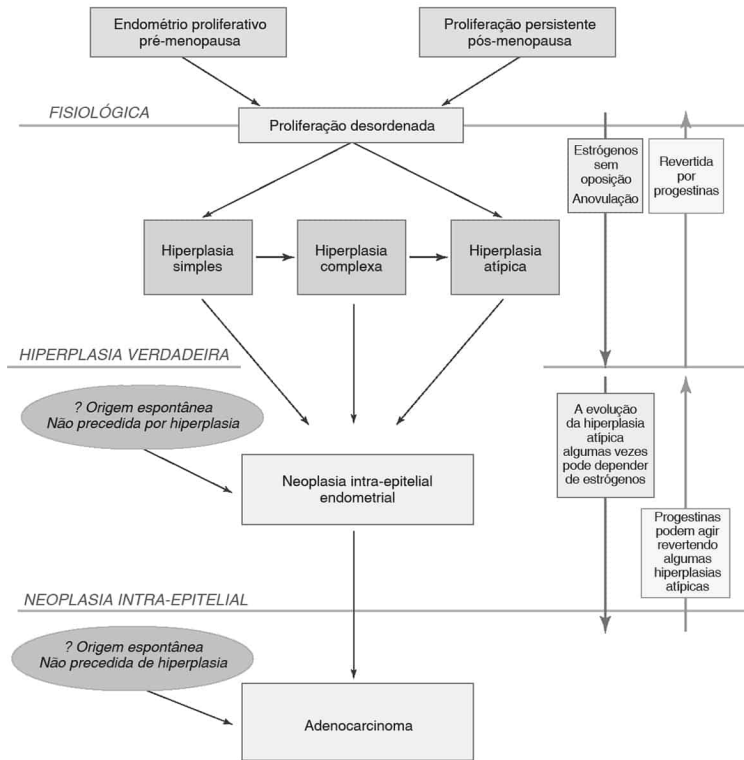 Endométrio proliferativo
pré-menopausa
Proliferação persistente
pós-menopausa
FISIOLÓGICA
Proliferação desordenada
Estrógenos
sem
oposição
Anovulação
Revertida
por
progestinas
Hiperplasia
simples
Hiperplasia
complexa
Hiperplasia
atípica
HIPERPLASIA VERDADEIRA
? Origem espontânea
Não precedida por hiperplasia
A evolução
da hiperplasia
atípica
algumas vezes
pode depender
de estrógenos
Neoplasia intra-epitelial
endometrial
Progestinas
podem agir
revertendo
algumas
hiperplasias
atípicas
NEOPLASIA INTRA-EPITELIAL
? Origem espontânea
Não precedida de hiperplasia
Adenocarcinoma